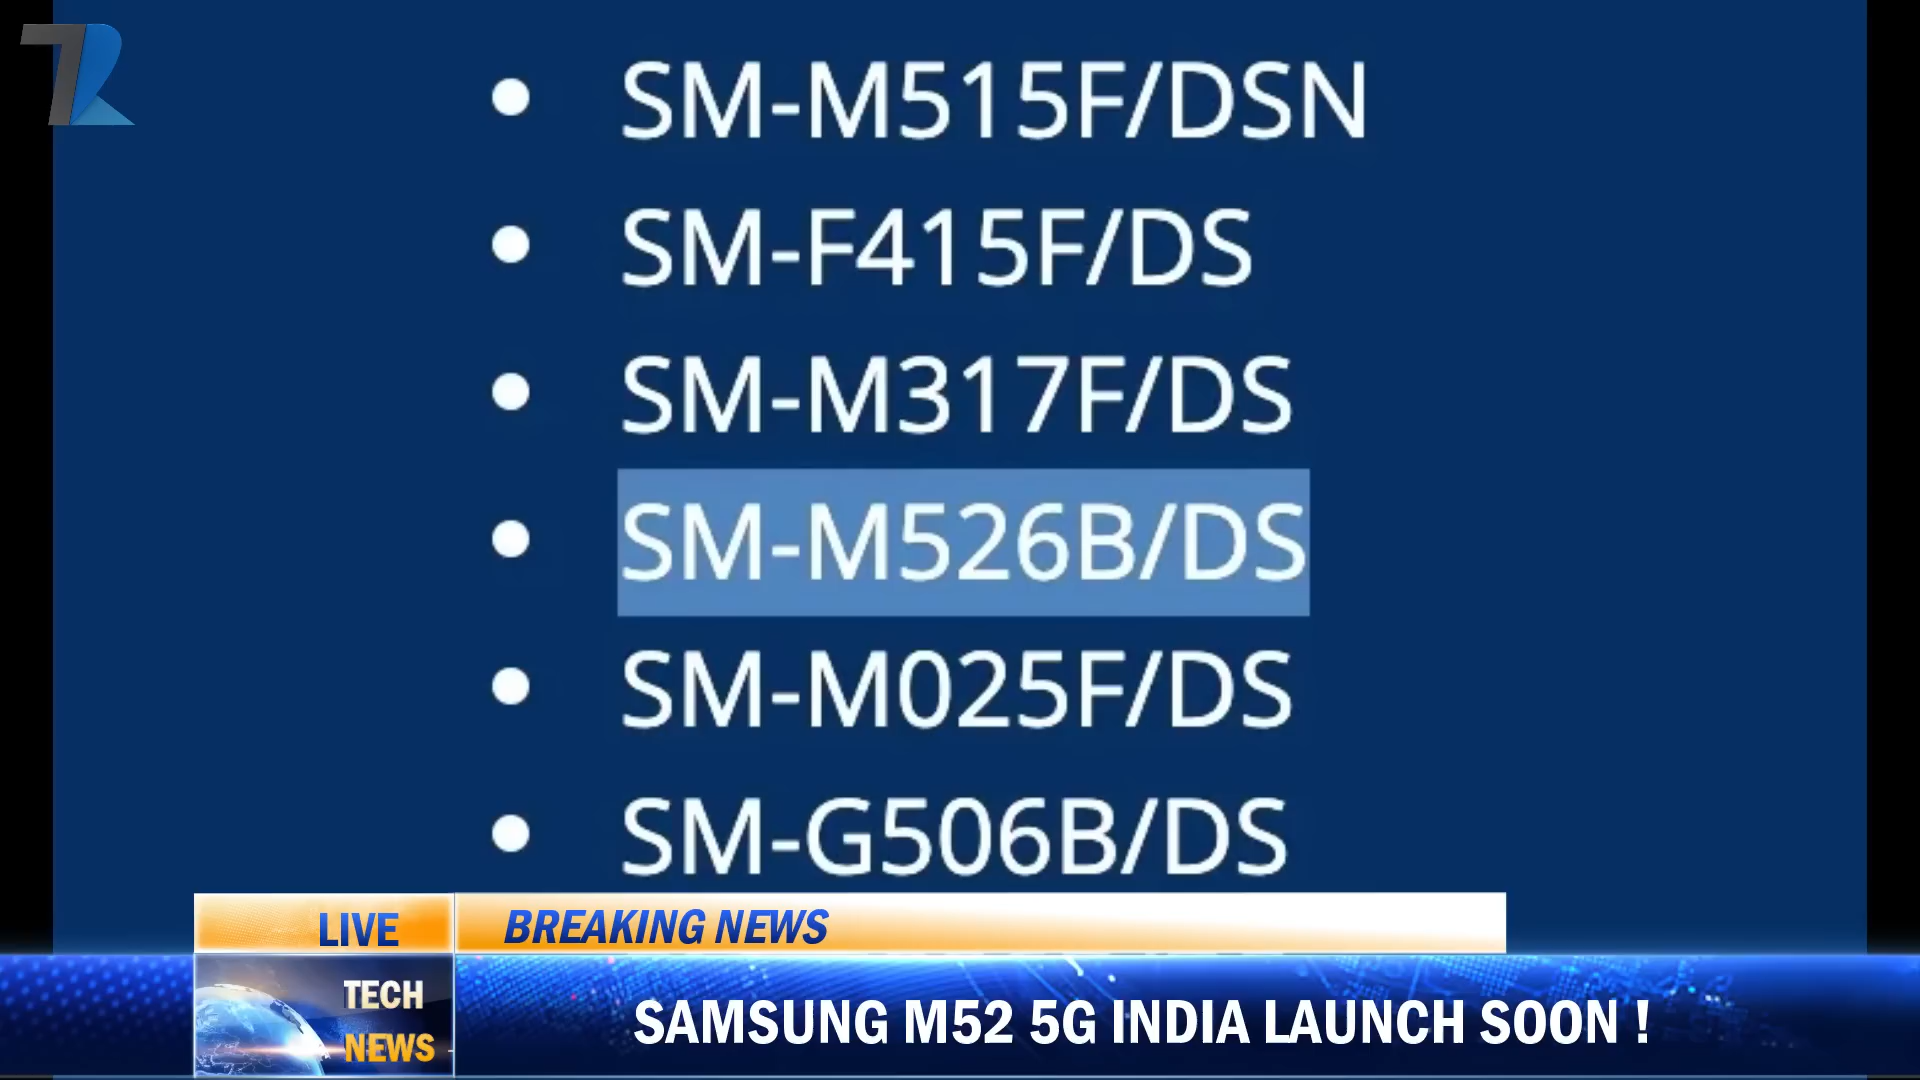 SM-M515F/DSN
SM-F415F/DS
SM-M317F/DS
SM-M526B/DS
SM-M025F/DS
SM-G506B/DS
LIVE
BREAKING NEWS
TECH
NEWS
SAMSUNG M52 5G INDIA LAUNCH SOON !